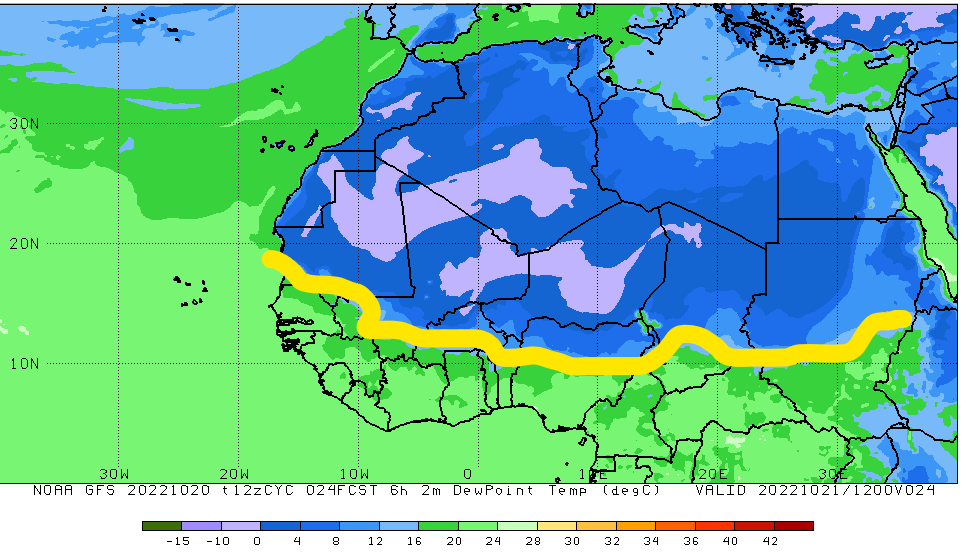 30N
20N
10N
30W 20W 10W 0 10E 20E 30E
NOAA GFS 20221020 t12zCYC 024FCST 6h 2m DewPoint Temp (degC) VALID 20221021/1200V024
-15 -10 0 4 8 12 16 20 24 28 30 32 34 36 40 42